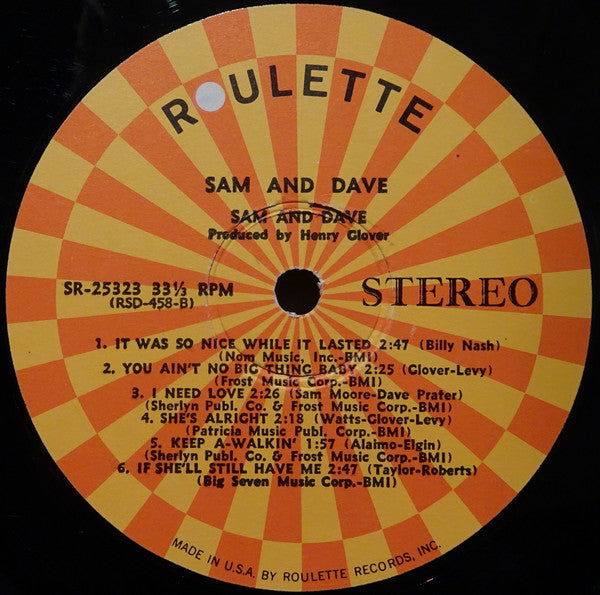 ROULETTE
SAM AND DAVE
SAM AND DAVE
Produced by Henry Glover
SR-25323 33⅓ RPM
(RSD-458-B)
STEREO
1. IT WAS SO NICE WHILE IT LASTED 2:47 (Billy Nash)
(Nom Music, Inc.-BMI)
2. YOU AIN'T NO BIG THING BABY 2:25 (Glover-Levy)
(Frost Music Corp.-BMI)
3. I NEED LOVE 2:26 (Sam Moore-Dave Prater)
(Sherlyn Publ. Co. & Frost Music Corp.-BMI)
4. SHE'S ALRIGHT 2:18 (Watts-Glover-Levy)
(Patricia Music Publ. Corp.-BMI)
5. KEEP A-WALKIN' 1:57 (Alaimo-Elgin)
(Sherlyn Publ. Co. & Frost Music Corp.-BMI)
6. IF SHE'LL STILL HAVE ME 2:47 (Taylor-Roberts)
(Big Seven Music Corp.-BMI)
MADE IN U.S.A. BY ROULETTE RECORDS, INC.